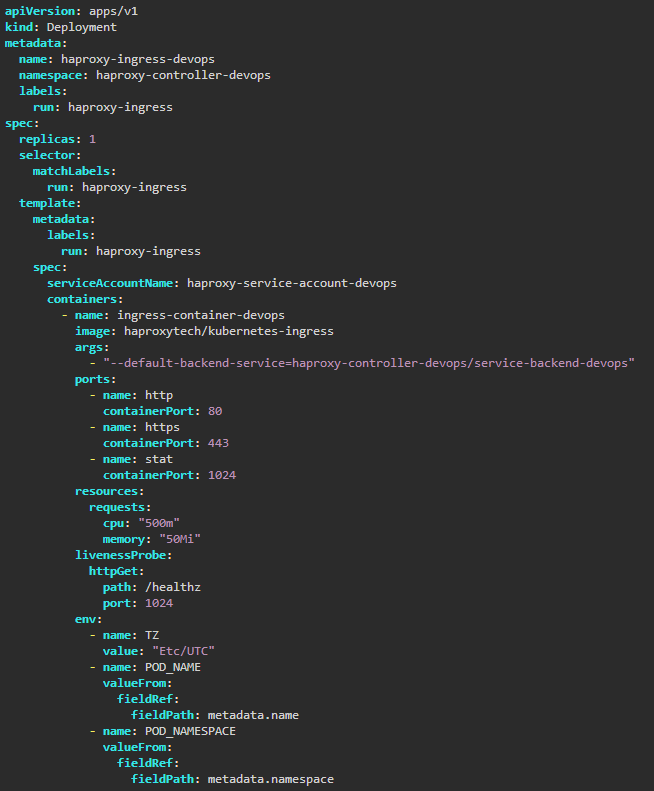 apiVersion: apps/v1
kind: Deployment
metadata:
  name: haproxy-ingress-devops
  namespace: haproxy-controller-devops
  labels:
    run: haproxy-ingress
spec:
  replicas: 1
  selector:
    matchLabels:
      run: haproxy-ingress
  template:
    metadata:
      labels:
        run: haproxy-ingress
    spec:
      serviceAccountName: haproxy-service-account-devops
      containers:
        - name: ingress-container-devops
          image: haproxytech/kubernetes-ingress
          args:
            - "--default-backend-service=haproxy-controller-devops/service-backend-devops"
          ports:
            - name: http
              containerPort: 80
            - name: https
              containerPort: 443
            - name: stat
              containerPort: 1024
          resources:
            requests:
              cpu: "500m"
              memory: "50Mi"
          livenessProbe:
            httpGet:
              path: /healthz
              port: 1024
          env:
            - name: TZ
              value: "Etc/UTC"
            - name: POD_NAME
              valueFrom:
                fieldRef:
                  fieldPath: metadata.name
            - name: POD_NAMESPACE
              valueFrom:
                fieldRef:
                  fieldPath: metadata.namespace